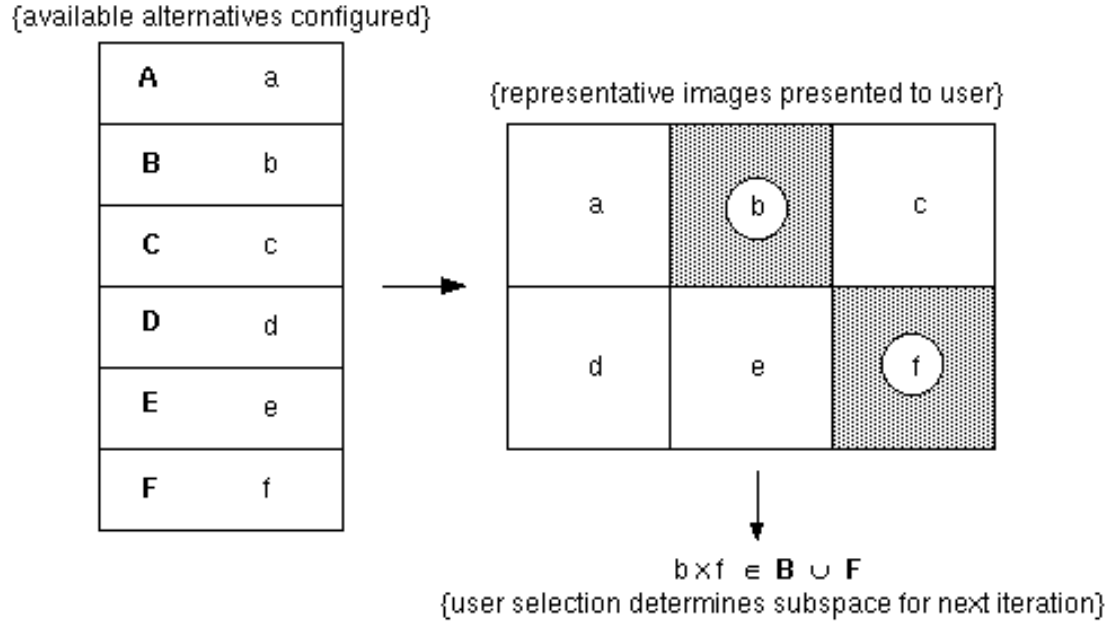 {available alternatives configured}
A a
B b
C c
D d
E e
F f
{representative images presented to user}
a b c
d e f
b×f ∈ B ∪ F
{user selection determines subspace for next iteration}